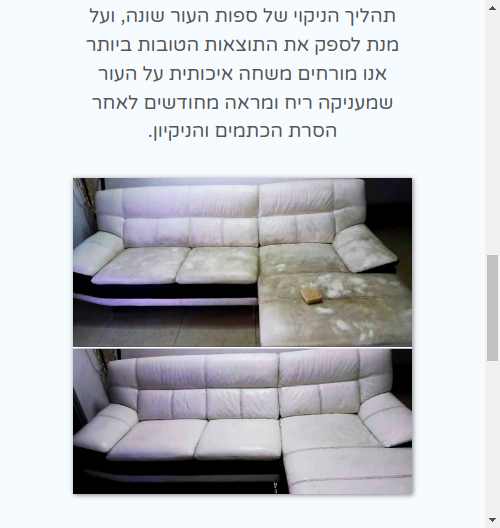 תהליך הניקוי של ספות העור שונה, ועל
מנת לספק את התוצאות הטובות ביותר
אנו מורחים משחה איכותית על העור
שמעניקה ריח ומראה מחודשים לאחר
הסרת הכתמים והניקיון.